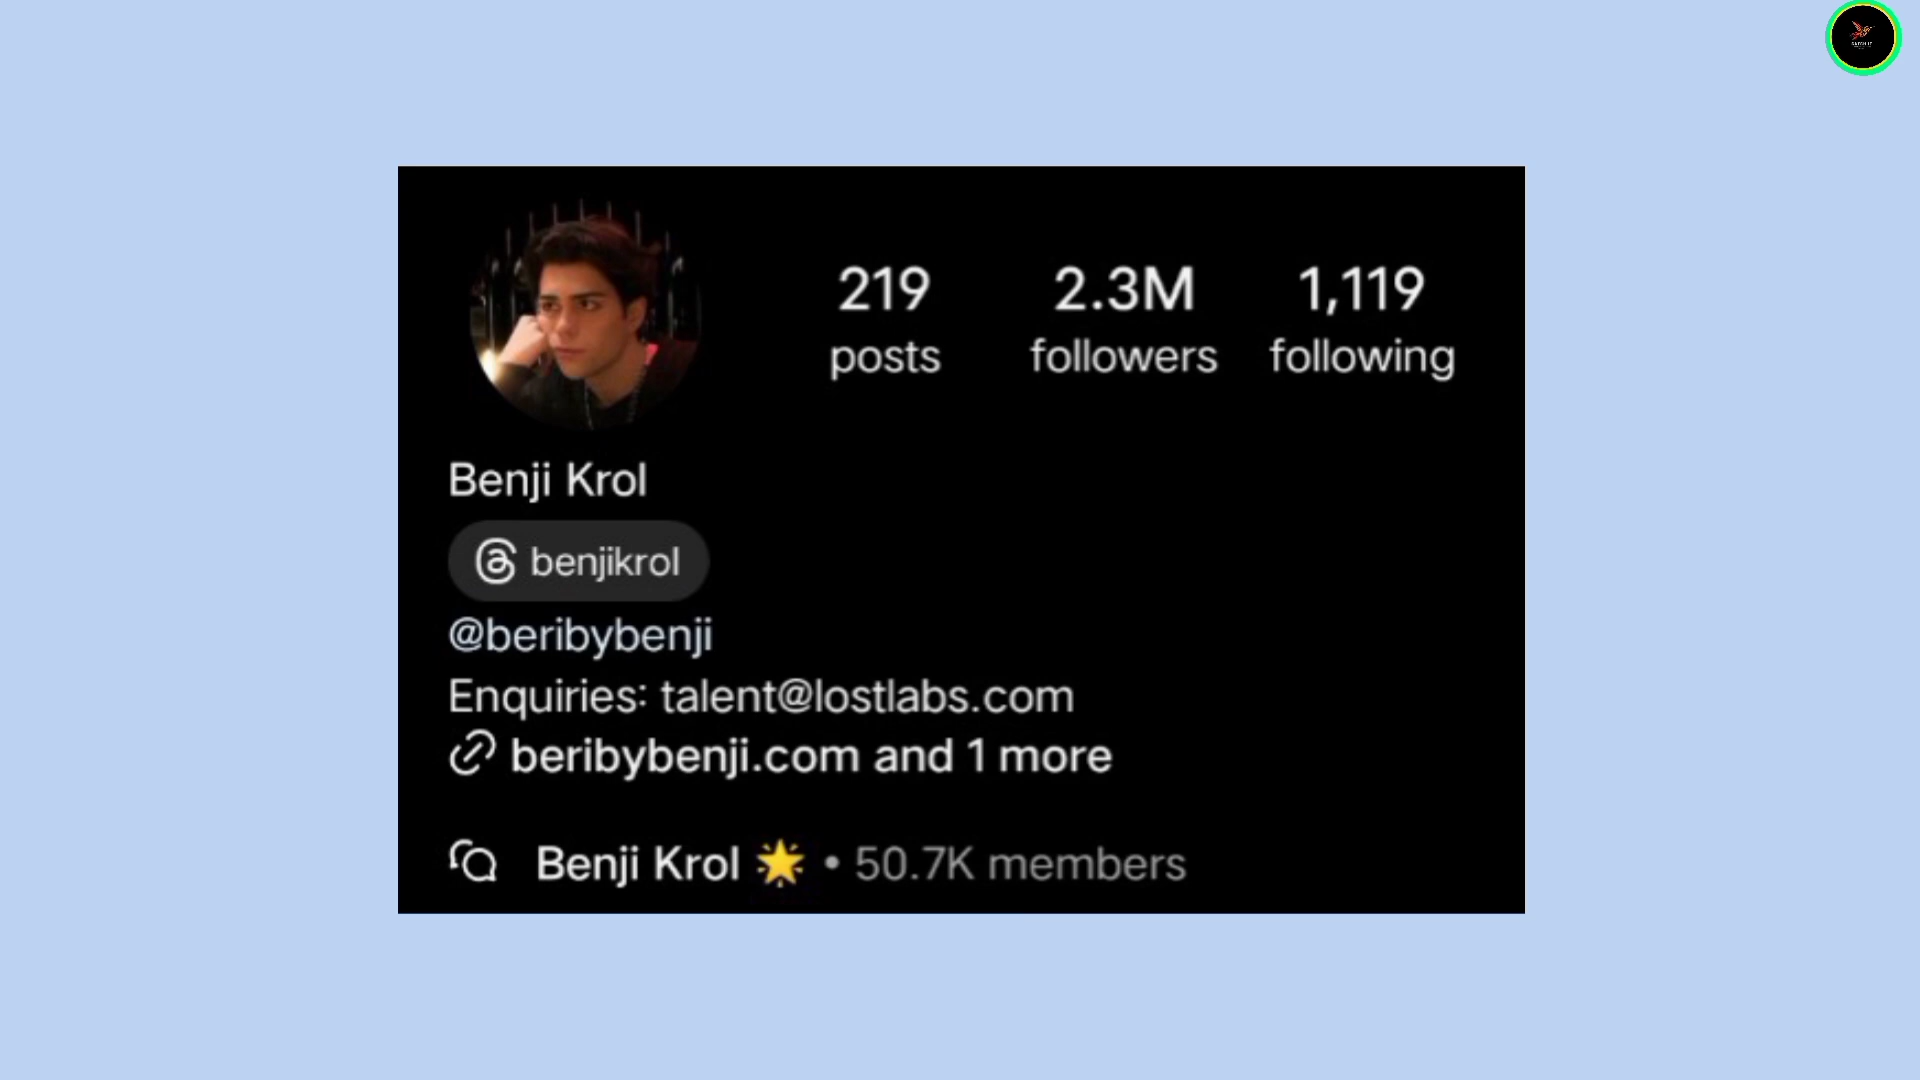 219 2.3M 1,119
posts followers following
Benji Krol
benjikrol
@beribybenji
Enquiries: talent@lostlabs.com
beribybenji.com and 1 more
Benji Krol 🌟 • 50.7K members